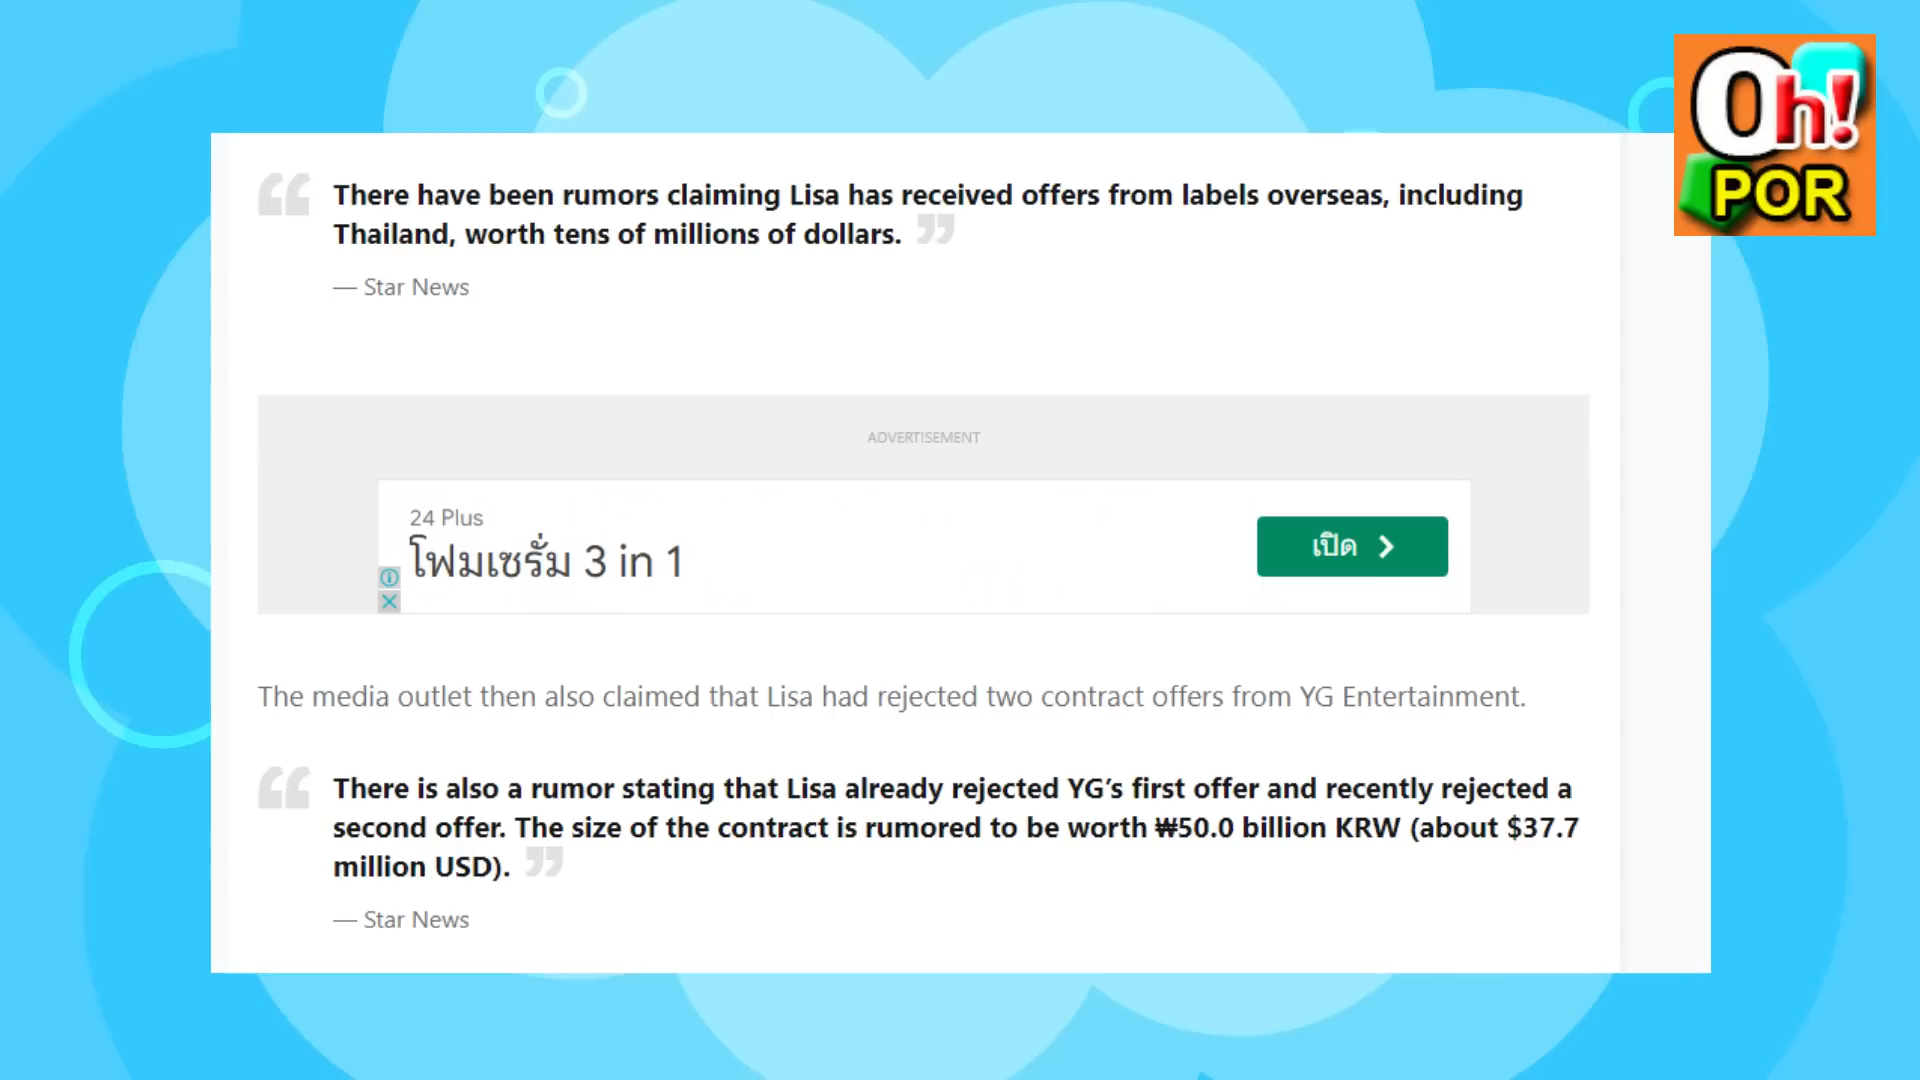 Oh!
POR
There have been rumors claiming Lisa has received offers from labels overseas, including
Thailand, worth tens of millions of dollars.
— Star News
ADVERTISEMENT
24 Plus
โฟมเซรั่ม 3 in 1
เปิด
The media outlet then also claimed that Lisa had rejected two contract offers from YG Entertainment.
There is also a rumor stating that Lisa already rejected YG’s first offer and recently rejected a
second offer. The size of the contract is rumored to be worth ₩50.0 billion KRW (about $37.7
million USD).
— Star News